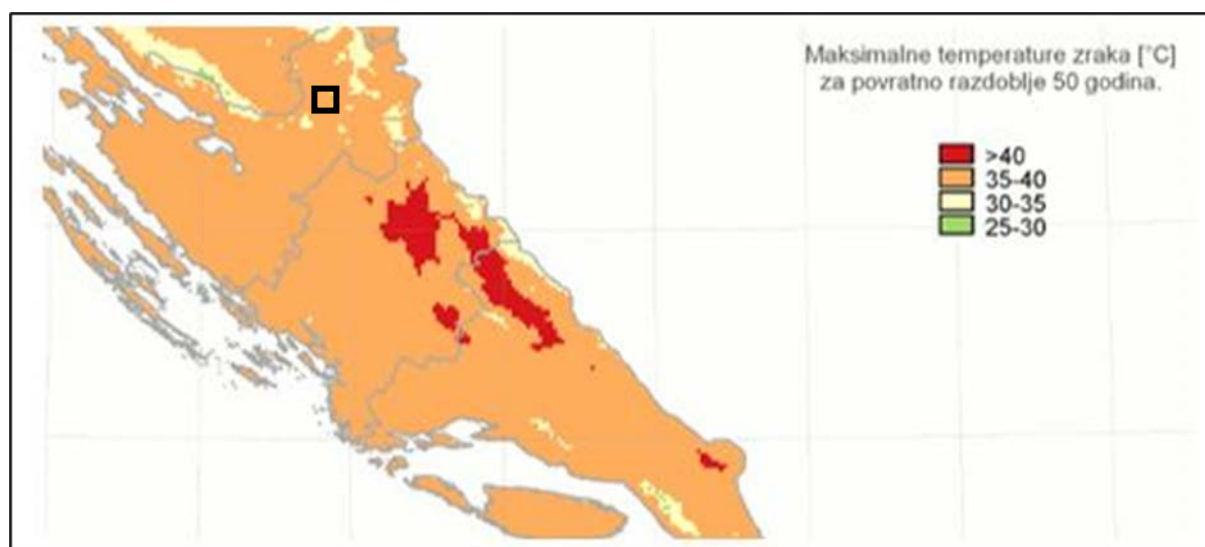 Maksimalne temperature zraka [°C]
za povratno razdoblje 50 godina.
>40
35-40
30-35
25-30